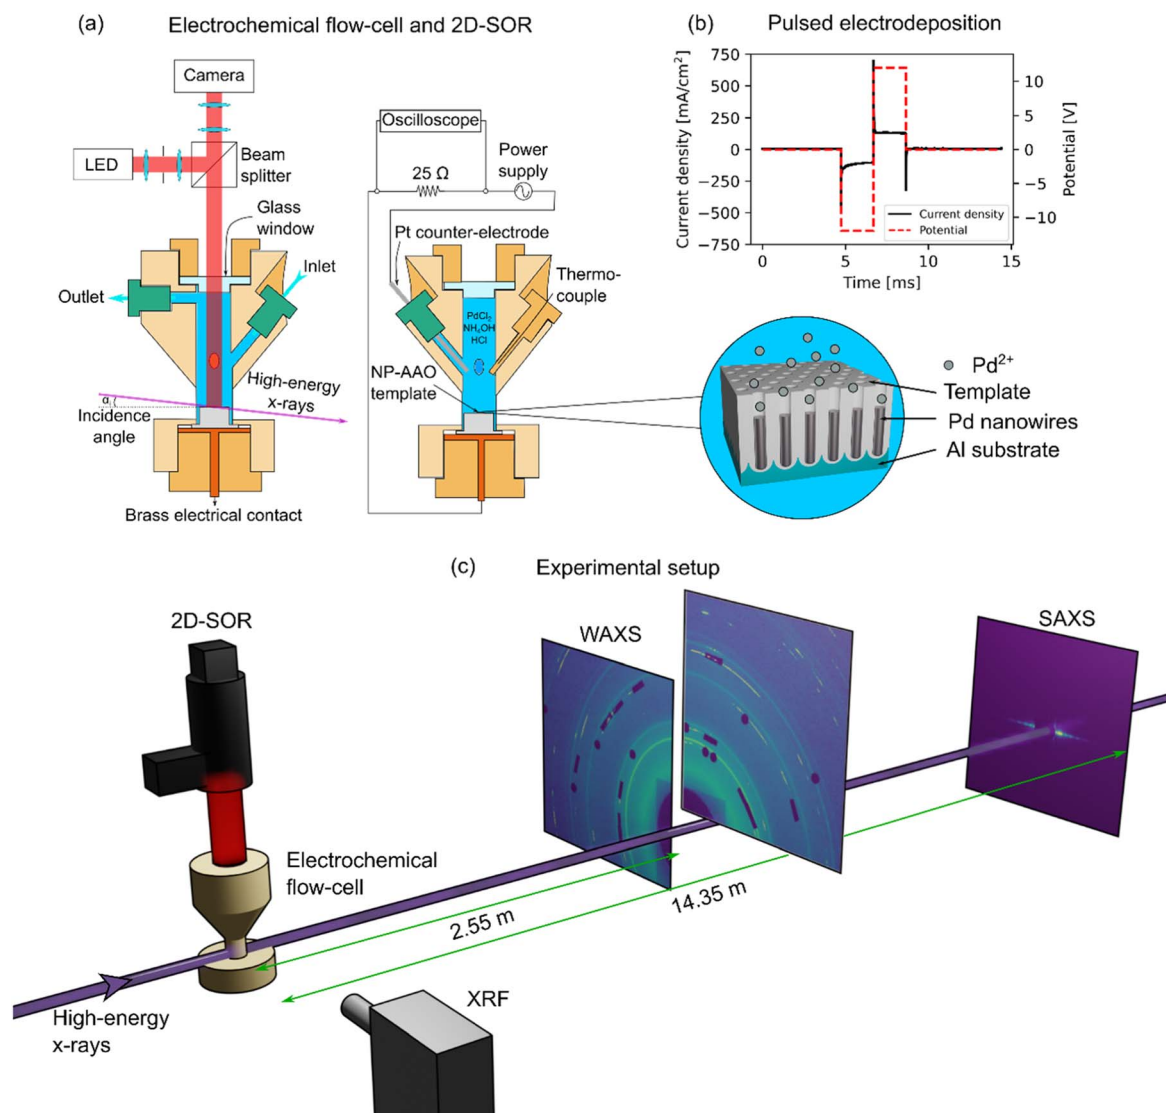 (a) Electrochemical flow-cell and 2D-SOR
Camera
LED
Beam
splitter
Glass
window
Inlet
Outlet
High-energy
x-rays
α
Incidence
angle
Brass electrical contact
Oscilloscope
25 Ω
Power
supply
Pt counter-electrode
Thermo-
couple
PdCl2
NH4OH
HCl
NP-AAO
template
(b) Pulsed electrodeposition
Current density [mA/cm²]
750
500
250
0
−250
−500
−750
10
5
0
−5
−10
Potential [V]
Current density
Potential
0 5 10 15
Time [ms]
Pd²⁺
Template
Pd nanowires
Al substrate
(c) Experimental setup
2D-SOR
WAXS
SAXS
Electrochemical
flow-cell
2.55 m
14.35 m
High-energy
x-rays
XRF